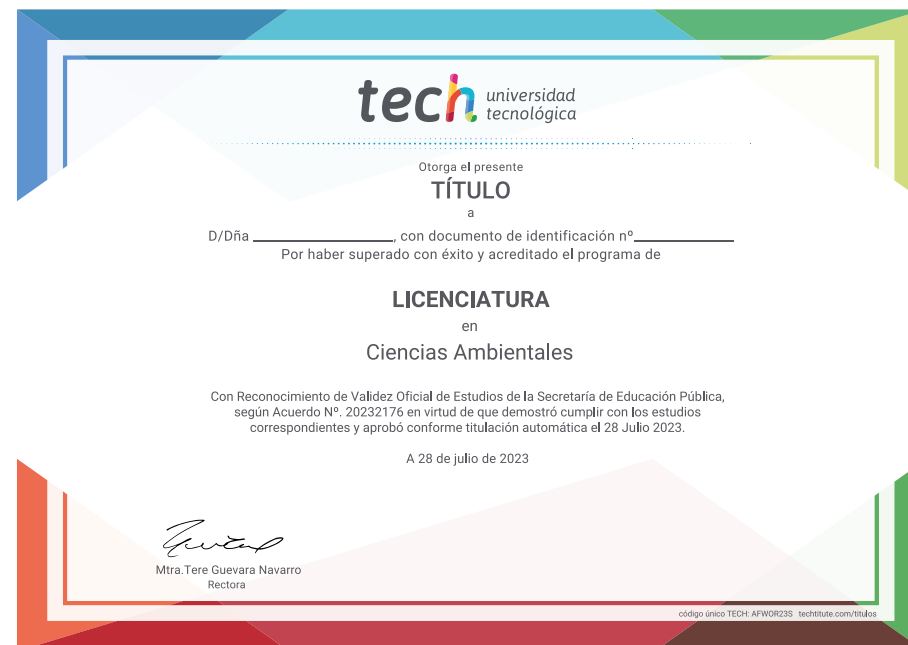 tech universidad
tecnológica
Otorga el presente
TÍTULO
a
D/Dña ____________, con documento de identificación nº_________
Por haber superado con éxito y acreditado el programa de
LICENCIATURA
en
Ciencias Ambientales
Con Reconocimiento de Validez Oficial de Estudios de la Secretaría de Educación Pública,
según Acuerdo Nº. 20232176 en virtud de que demostró cumplir con los estudios
correspondientes y aprobó conforme titulación automática el 28 Julio 2023.
A 28 de julio de 2023
Mtra.Tere Guevara Navarro
Rectora
código único TECH: AFWOR23S techtitute.com/titulos